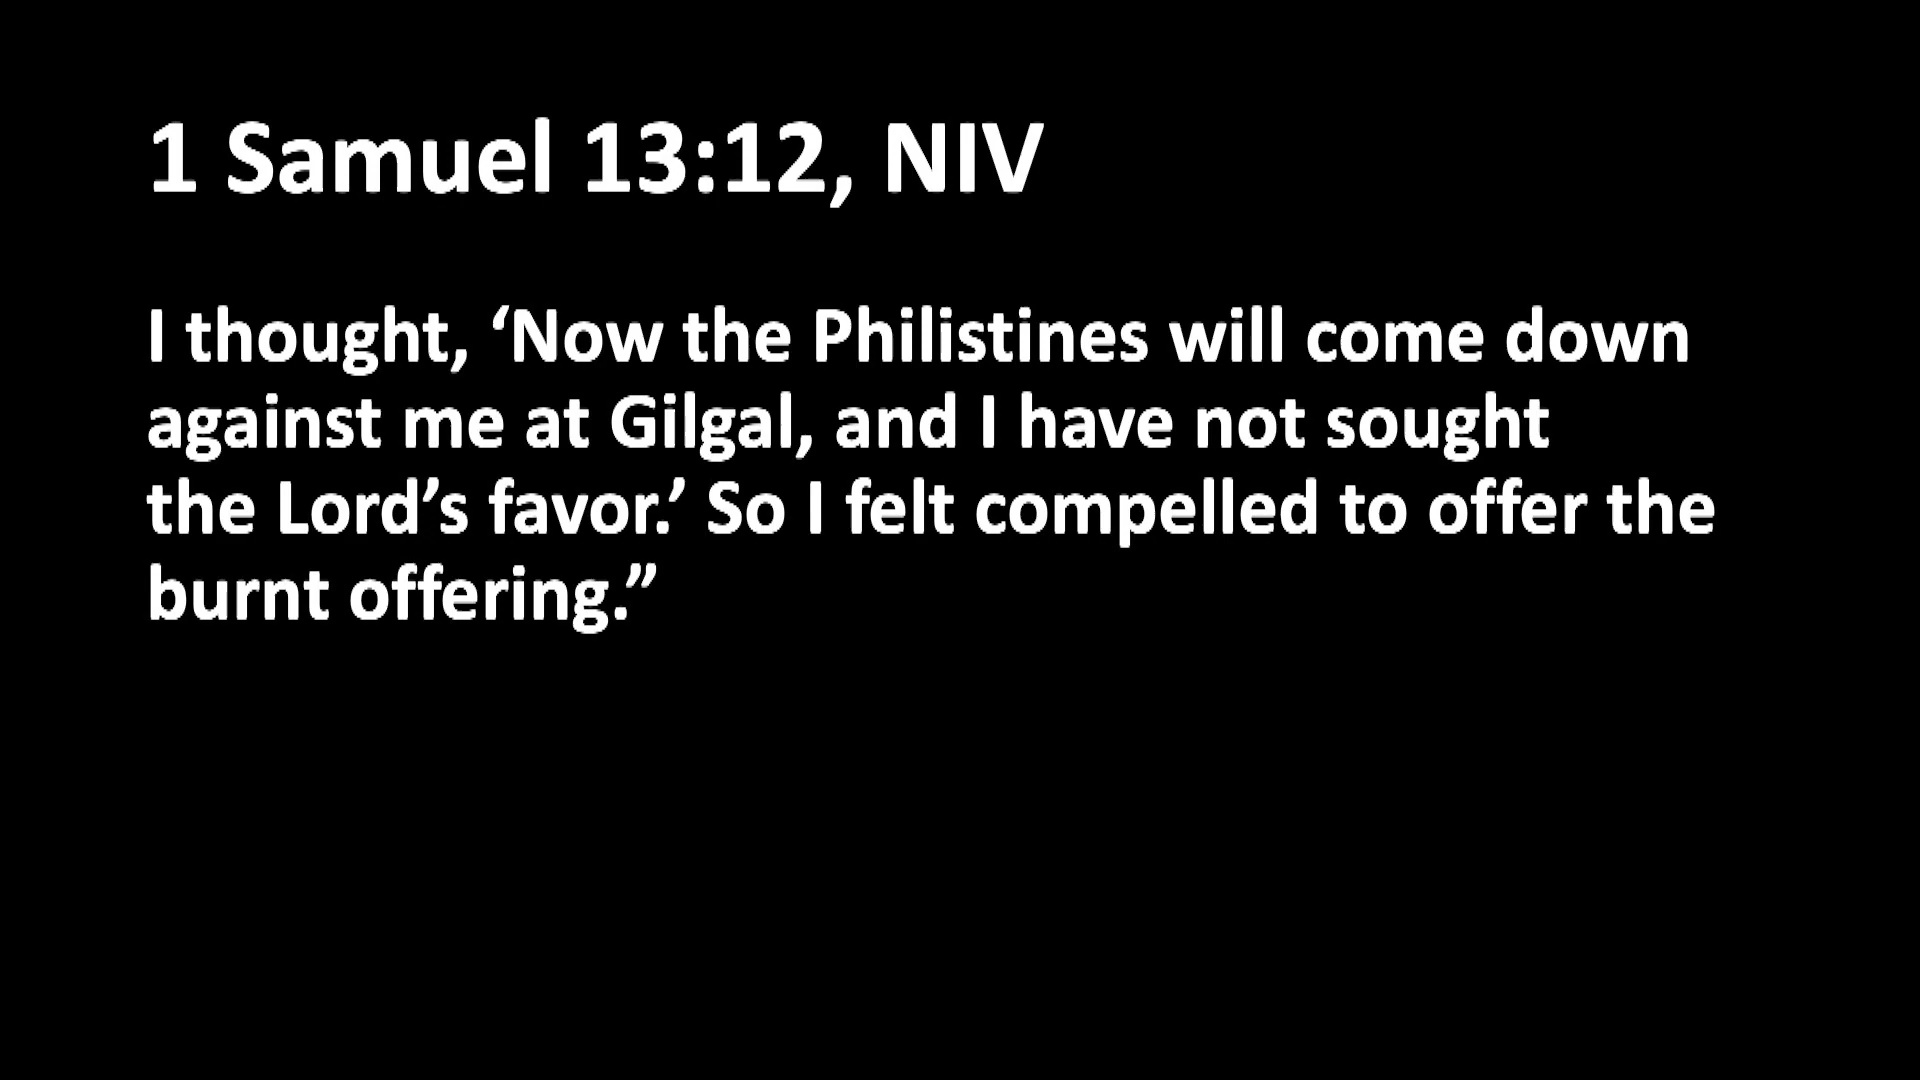 1 Samuel 13:12, NIV
I thought, ‘Now the Philistines will come down
against me at Gilgal, and I have not sought
the Lord’s favor.’ So I felt compelled to offer the
burnt offering.”